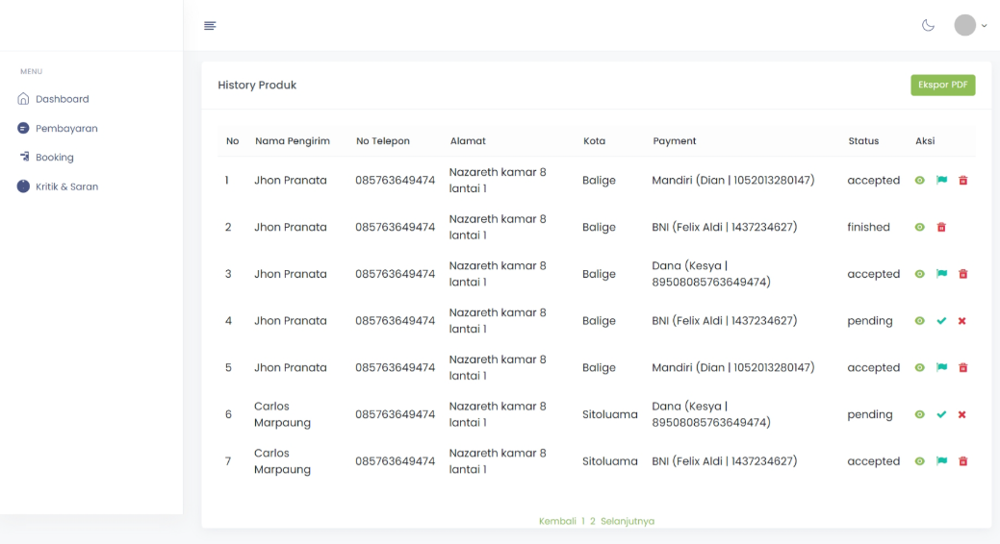 MENU
Dashboard
Pembayaran
Booking
Kritik & Saran
History Produk
Ekspor PDF
No Nama Pengirim No Telepon Alamat Kota Payment Status Aksi
1 Jhon Pranata 085763649474 Nazareth kamar 8 lantai 1 Balige Mandiri (Dian | 1052013280147) accepted
2 Jhon Pranata 085763649474 Nazareth kamar 8 lantai 1 Balige BNI (Felix Aldi | 1437234627) finished
3 Jhon Pranata 085763649474 Nazareth kamar 8 lantai 1 Balige Dana (Kesya | 89508085763649474) accepted
4 Jhon Pranata 085763649474 Nazareth kamar 8 lantai 1 Balige BNI (Felix Aldi | 1437234627) pending
5 Jhon Pranata 085763649474 Nazareth kamar 8 lantai 1 Balige Mandiri (Dian | 1052013280147) accepted
6 Carlos Marpaung 085763649474 Nazareth kamar 8 lantai 1 Sitoluama Dana (Kesya | 89508085763649474) pending
7 Carlos Marpaung 085763649474 Nazareth kamar 8 lantai 1 Sitoluama BNI (Felix Aldi | 1437234627) accepted
Kembali 1 2 Selanjutnya